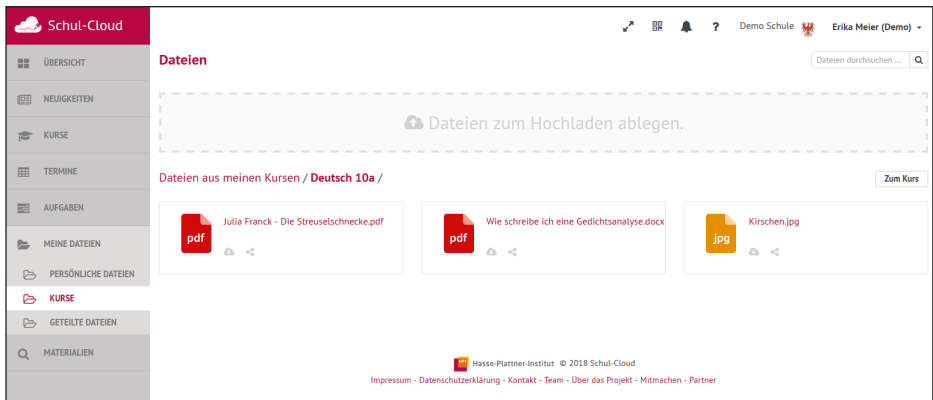 Schul-Cloud
? Demo Schule Erika Meier (Demo)
ÜBERSICHT
NEUIGKEITEN
KURSE
TERMINE
AUFGABEN
MEINE DATEIEN
PERSÖNLICHE DATEIEN
KURSE
GETEILTE DATEIEN
MATERIALIEN
Dateien
Dateien durchsuchen ...
Dateien zum Hochladen ablegen.
Dateien aus meinen Kursen / Deutsch 10a /
Zum Kurs
pdf
Julia Franck - Die Streuselschnecke.pdf
pdf
Wie schreibe ich eine Gedichtsanalyse.docx
jpg
Kirschen.jpg
Hasso-Plattner-Institut © 2018 Schul-Cloud
Impressum - Datenschutzerklärung - Kontakt - Team - Über das Projekt - Mitmachen - Partner